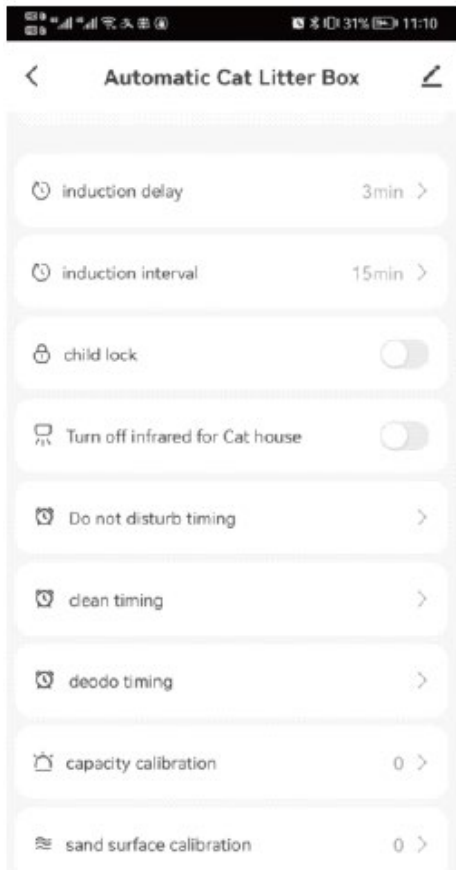 31% 11:10
Automatic Cat Litter Box
induction delay 3min
induction interval 15min
child lock
Turn off infrared for Cat house
Do not disturb timing
clean timing
deodo timing
capacity calibration 0
sand surface calibration 0